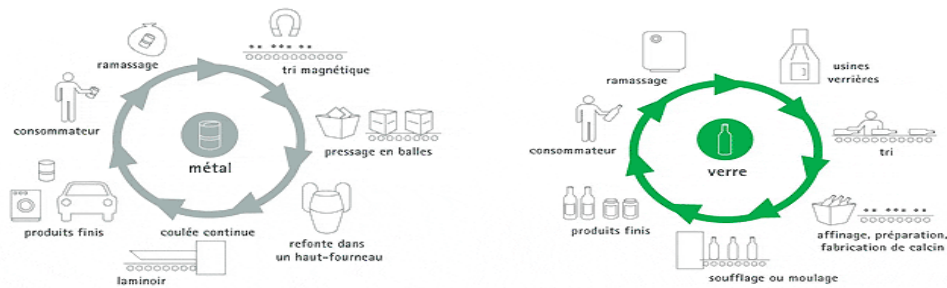 ramassage
tri magnétique
consommateur
pressage en balles
métal
produits finis
coulée continue
refonte dans
un haut-fourneau
laminoir
ramassage
usines
verrières
consommateur
tri
verre
produits finis
affinage, préparation,
fabrication de calcin
soufflage ou moulage